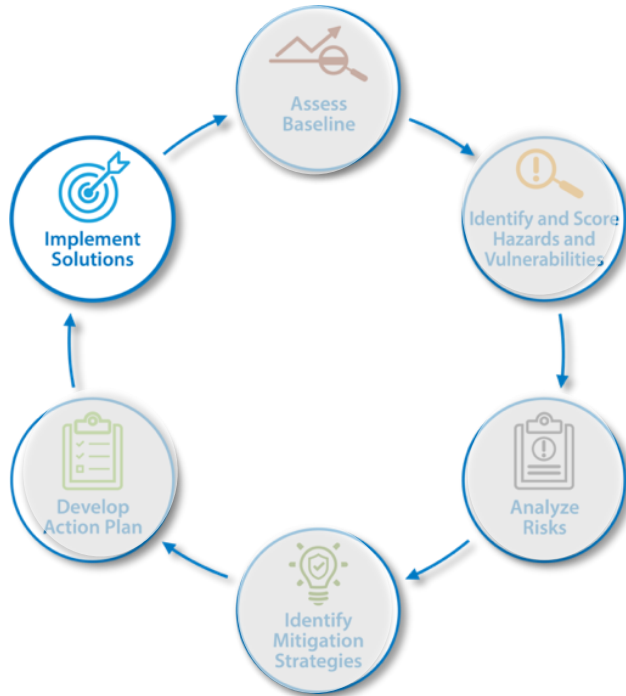 Assess
Baseline
Identify and Score
Hazards and
Vulnerabilities
Analyze
Risks
Identify
Mitigation
Strategies
Develop
Action Plan
Implement
Solutions